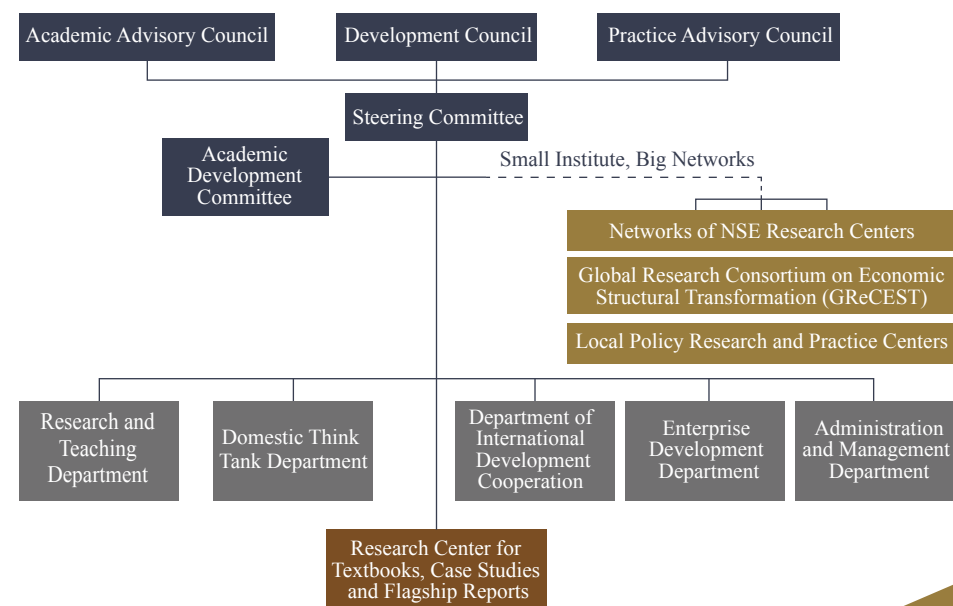 Academic Advisory Council
Development Council
Practice Advisory Council
Steering Committee
Academic
Development
Committee
Small Institute, Big Networks
Networks of NSE Research Centers
Global Research Consortium on Economic
Structural Transformation (GReCEST)
Local Policy Research and Practice Centers
Research and
Teaching
Department
Domestic Think
Tank Department
Department of
International
Development
Cooperation
Enterprise
Development
Department
Administration
and Management
Department
Research Center for
Textbooks, Case Studies
and Flagship Reports